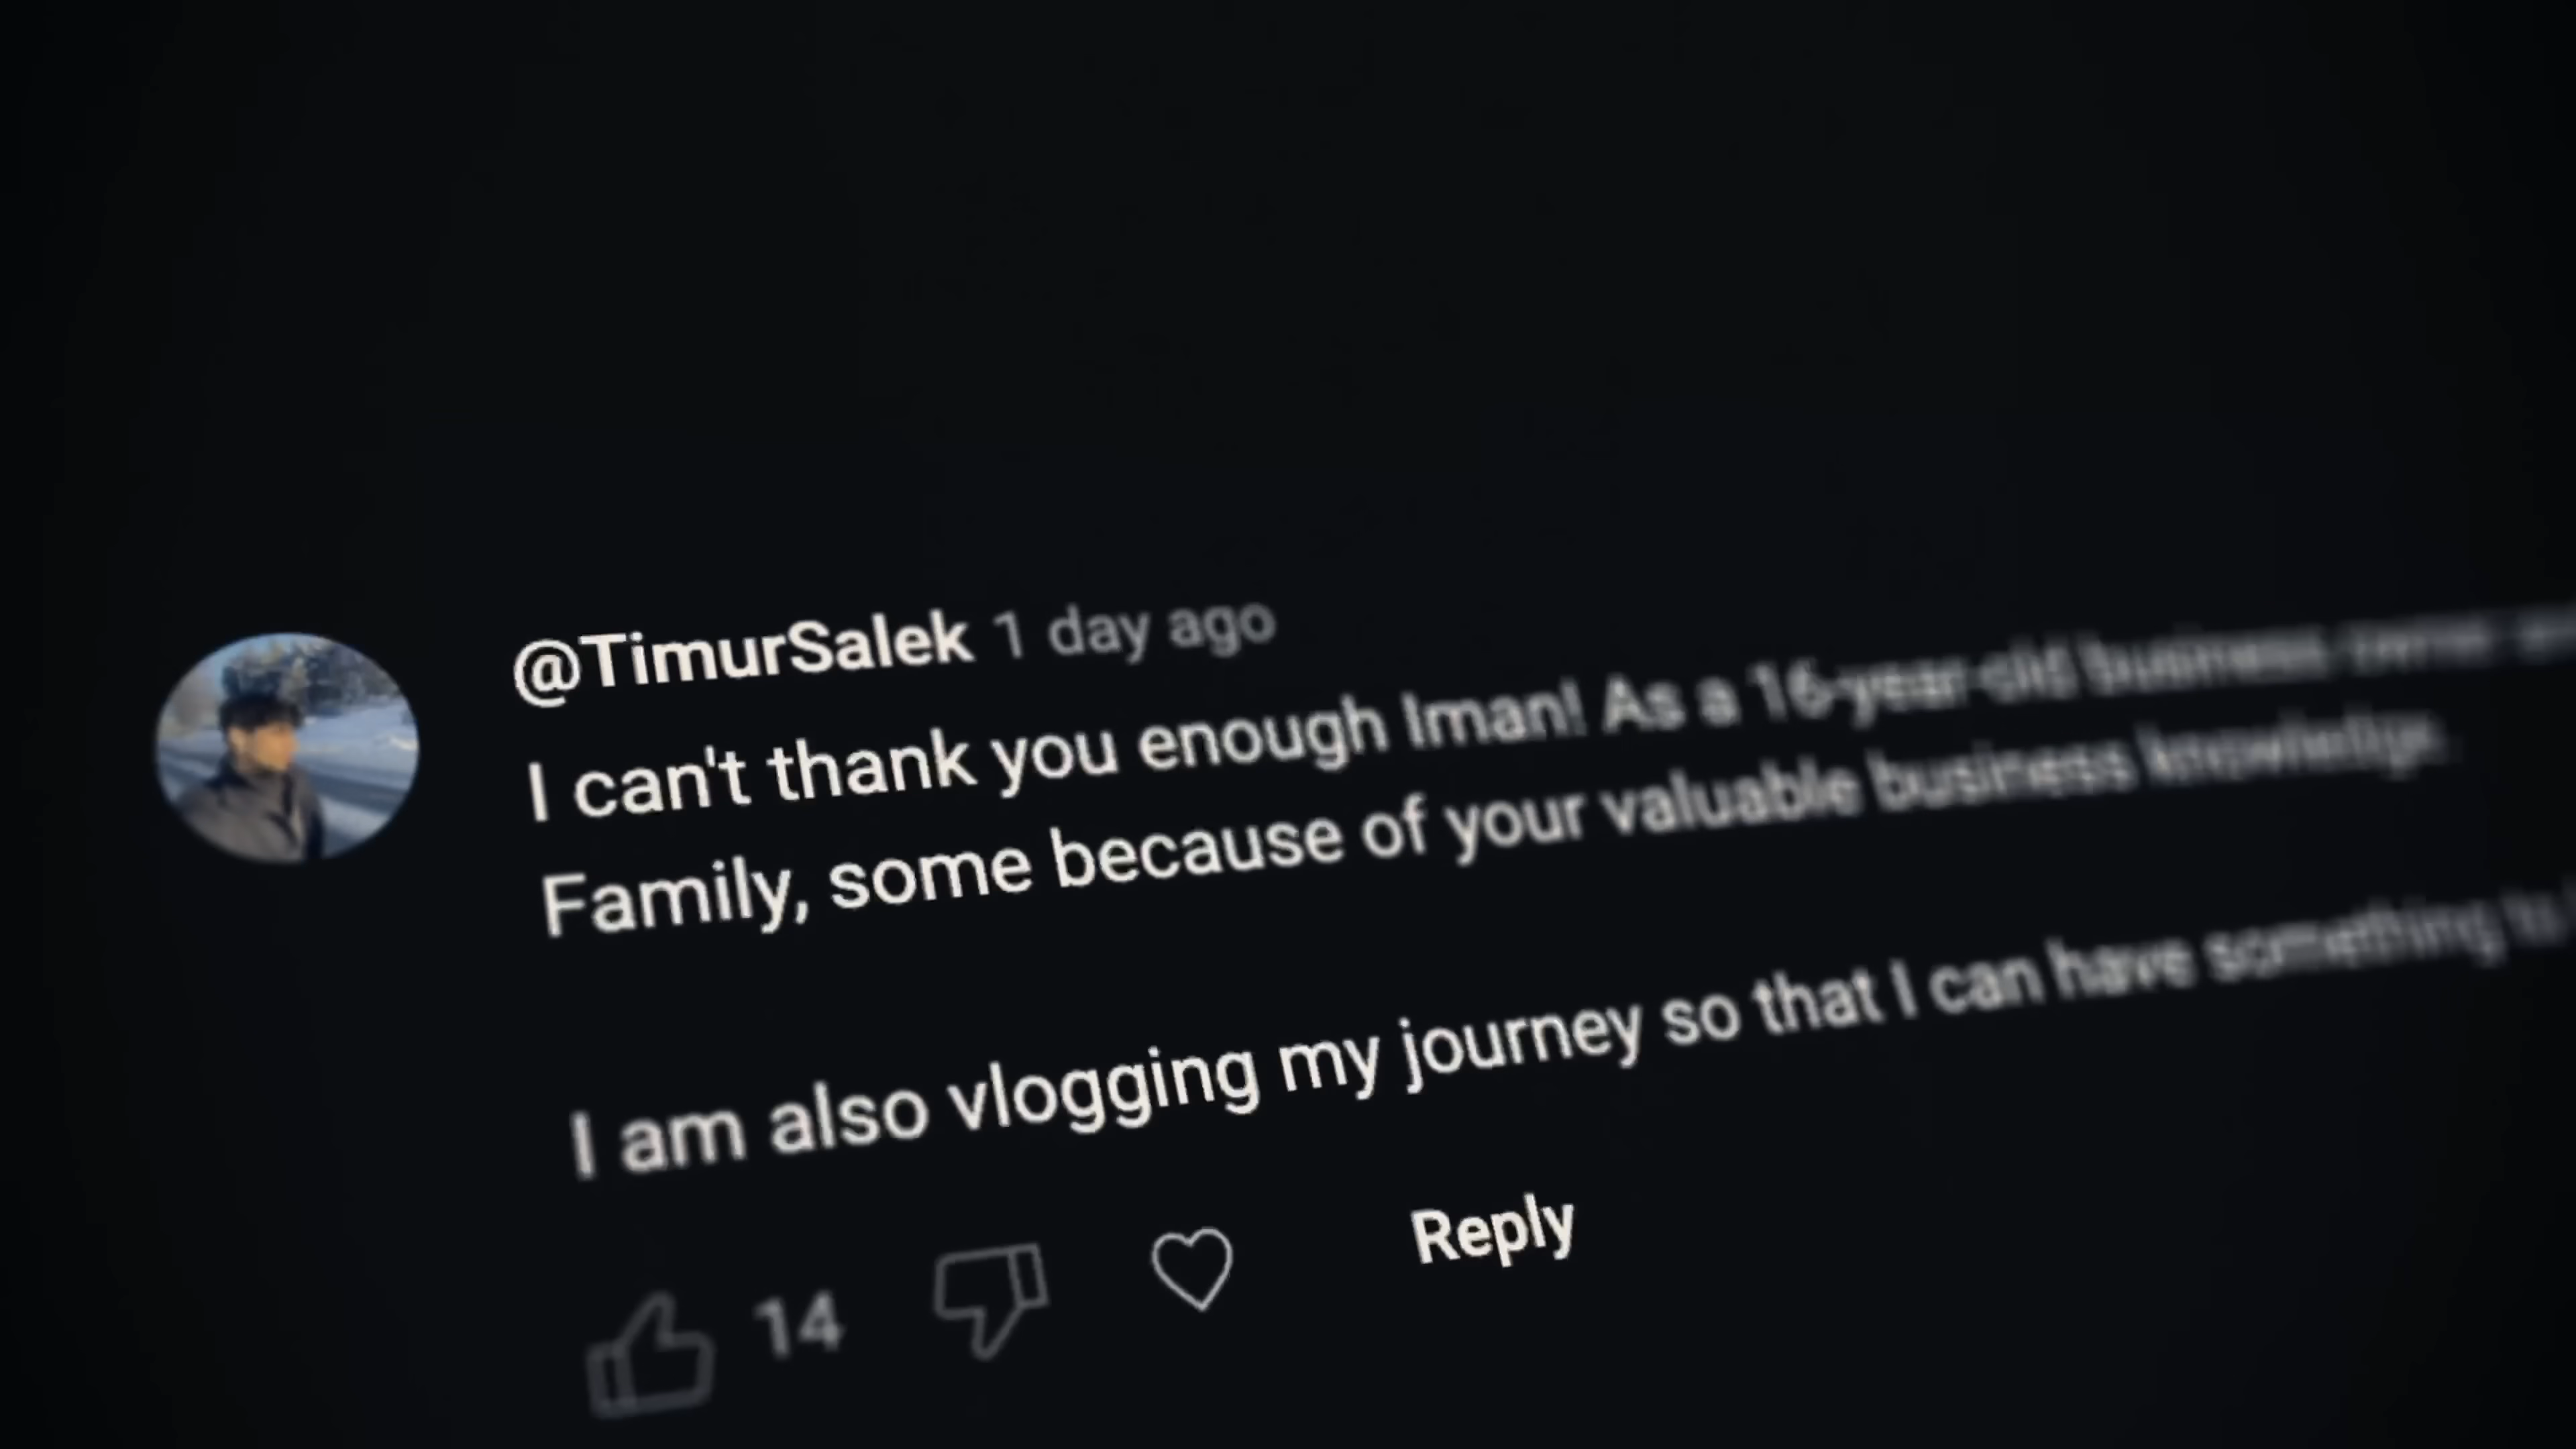 @TimurSalek 1 day ago
I can't thank you enough Iman! As a 16-year-old business owner
Family, some because of your valuable business knowledge.
I am also vlogging my journey so that I can have something to
14 Reply